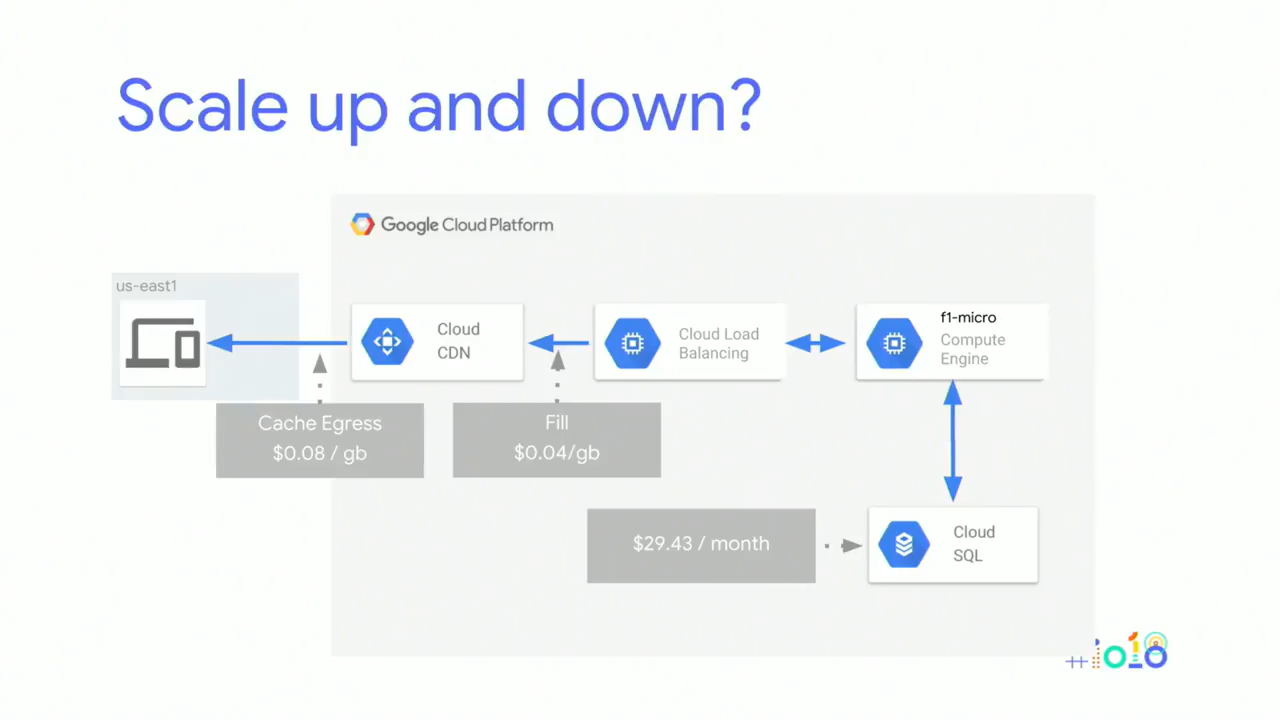 Scale up and down?
Google Cloud Platform
us-east1
Cloud
CDN
Cloud Load
Balancing
f1-micro
Compute
Engine
Cache Egress
$0.08 / gb
Fill
$0.04/gb
$29.43 / month
Cloud
SQL
#io18